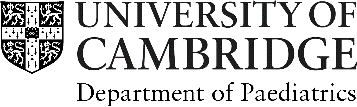 UNIVERSITY OF
CAMBRIDGE
Department of Paediatrics